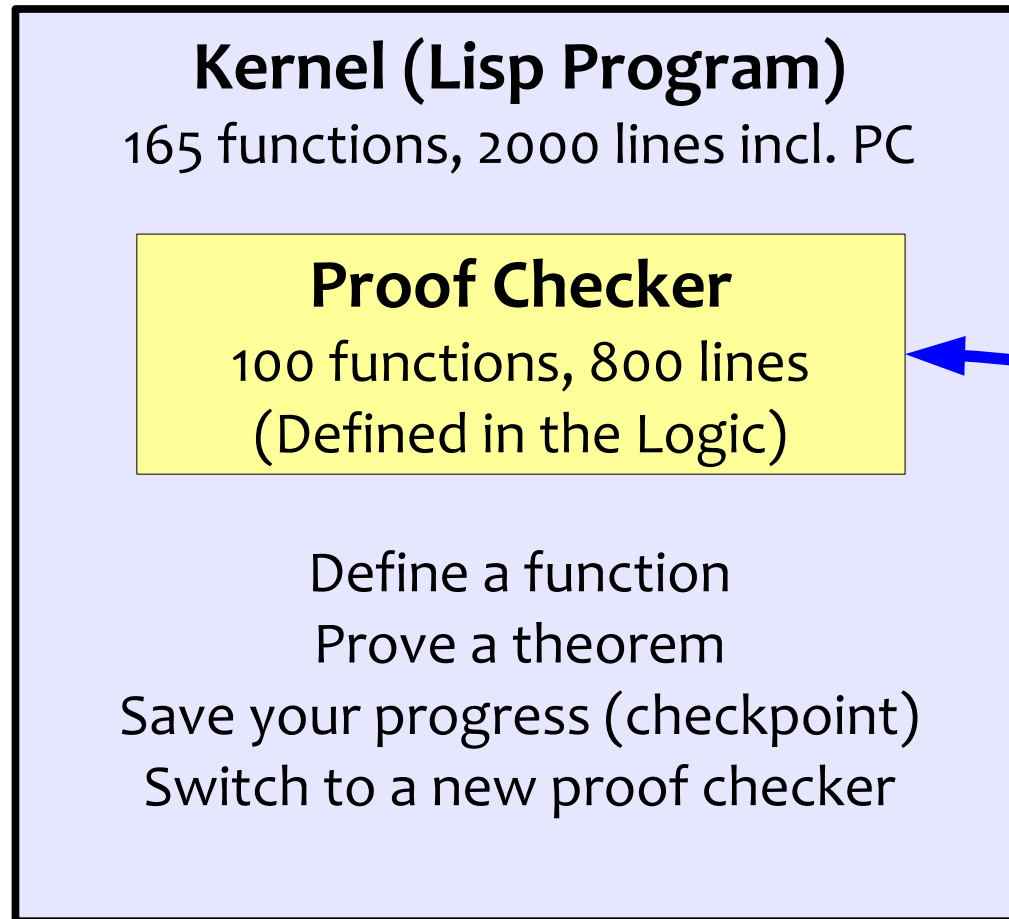 Kernel (Lisp Program)
165 functions, 2000 lines incl. PC
Proof Checker
100 functions, 800 lines
(Defined in the Logic)
Define a function
Prove a theorem
Save your progress (checkpoint)
Switch to a new proof checker